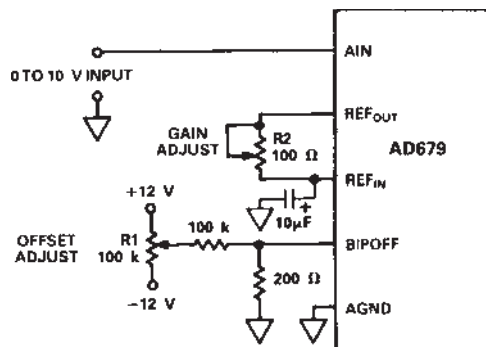 AIN
0 TO 10 V INPUT
REFOUT
GAIN
ADJUST
R2
100 Ω
AD679
REFIN
+
10μF
+12 V
OFFSET
ADJUST
R1
100 k
100 k
BIPOFF
200 Ω
−12 V
AGND